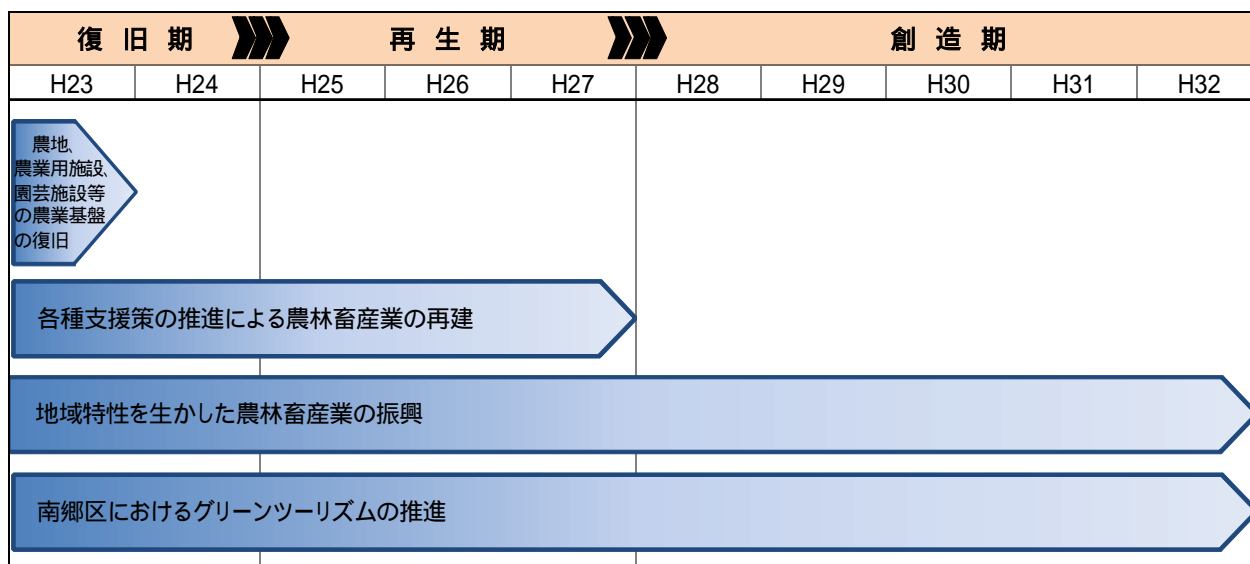 復旧期 再生期 創造期
H23 H24 H25 H26 H27 H28 H29 H30 H31 H32
農地、
農業用施設、
園芸施設等
の農業基盤
の復旧
各種支援策の推進による農林畜産業の再建
地域特性を生かした農林畜産業の振興
南郷区におけるグリーンツーリズムの推進